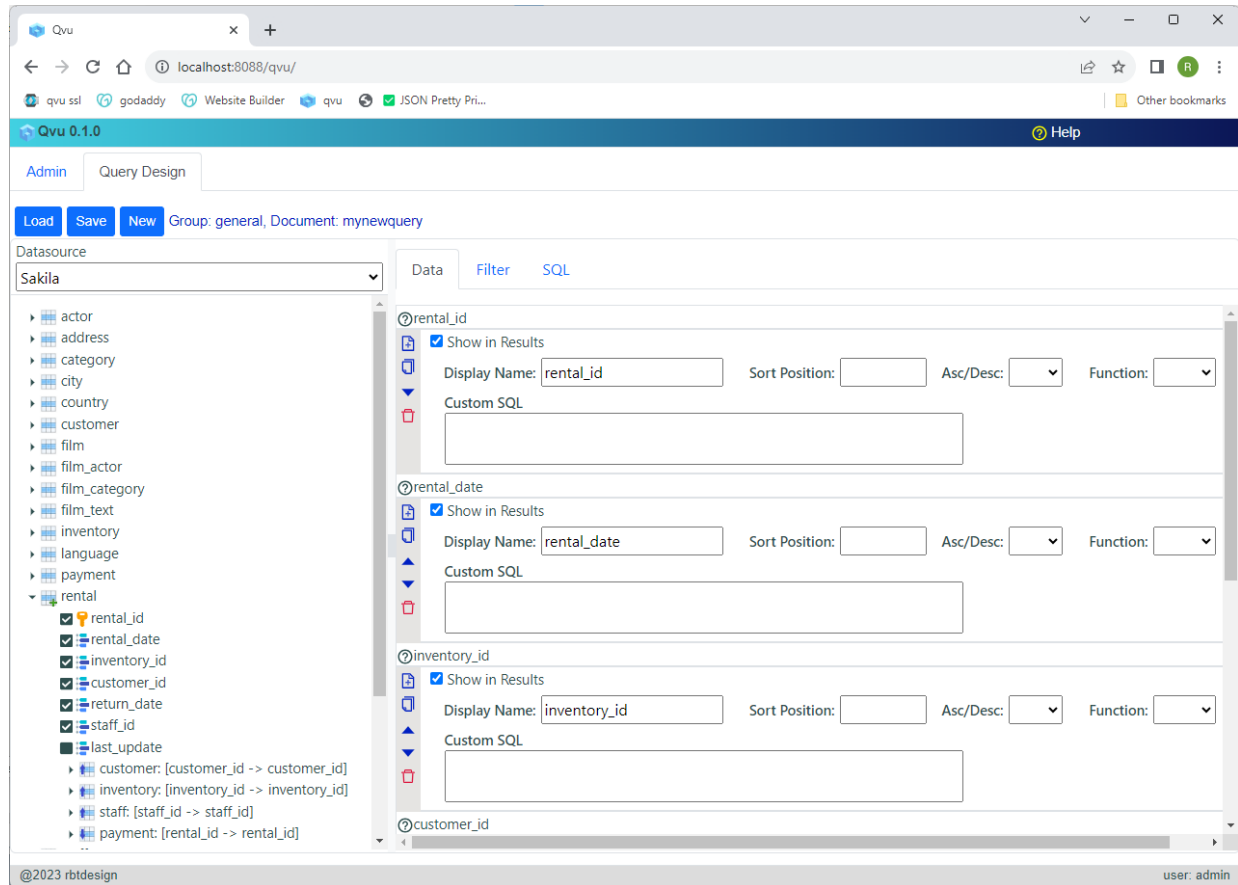 Qvu
localhost:8088/qvu/
R
qvu ssl godaddy Website Builder qvu JSON Pretty Pri... Other bookmarks
Qvu 0.1.0 Help
Admin Query Design
Load Save New Group: general, Document: mynewquery
Datasource
Sakila
actor
address
category
city
country
customer
film
film_actor
film_category
film_text
inventory
language
payment
rental
rental_id
rental_date
inventory_id
customer_id
return_date
staff_id
last_update
customer: [customer_id -> customer_id]
inventory: [inventory_id -> inventory_id]
staff: [staff_id -> staff_id]
payment: [rental_id -> rental_id]
Data Filter SQL
rental_id
Show in Results
Display Name: rental_id Sort Position: Asc/Desc: Function:
Custom SQL
rental_date
Show in Results
Display Name: rental_date Sort Position: Asc/Desc: Function:
Custom SQL
inventory_id
Show in Results
Display Name: inventory_id Sort Position: Asc/Desc: Function:
Custom SQL
customer_id
@2023 rbtdesign user: admin